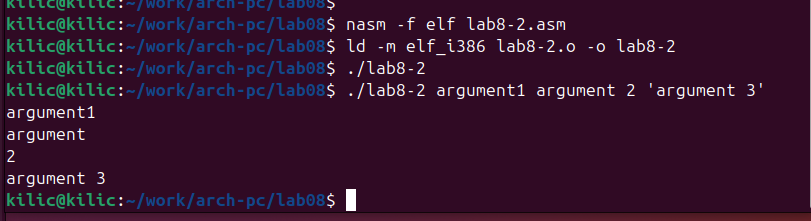 kilic@kilic:~/work/arch-pc/lab08$
kilic@kilic:~/work/arch-pc/lab08$ nasm -f elf lab8-2.asm
kilic@kilic:~/work/arch-pc/lab08$ ld -m elf_i386 lab8-2.o -o lab8-2
kilic@kilic:~/work/arch-pc/lab08$ ./lab8-2
kilic@kilic:~/work/arch-pc/lab08$ ./lab8-2 argument1 argument 2 'argument 3'
argument1
argument
2
argument 3
kilic@kilic:~/work/arch-pc/lab08$